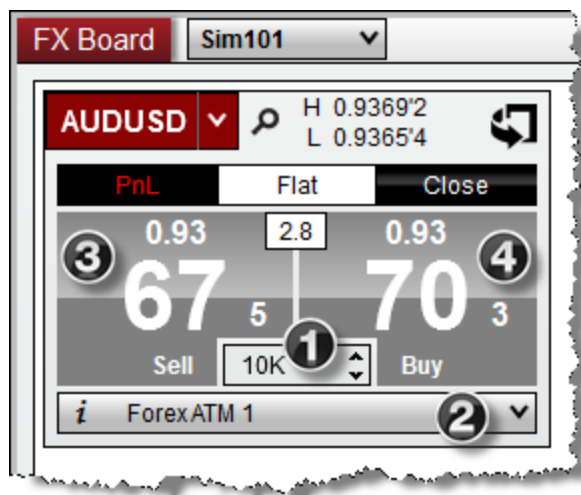 FX Board Sim101
AUDUSD H 0.9369'2
L 0.9365'4
PnL Flat Close
3 0.93 2.8 0.93 4
67 5 70 3
1
Sell 10K Buy
i Forex ATM 1 2